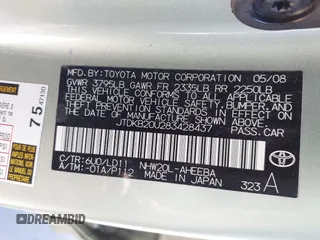 MFD. BY: TOYOTA MOTOR CORPORATION 05/08
GVWR 3795LB GAWR FR 2335LB RR 2250LB
THIS VEHICLE CONFORMS TO ALL APPLICABLE
FEDERAL MOTOR VEHICLE SAFETY, BUMPER, AND
THEFT PREVENTION STANDARDS IN EFFECT ON THE
DATE OF MANUFACTURE SHOWN ABOVE.
JTDKB20U283428437 PASS.CAR
C/TR: 6U0/LD11 NHW20L-AHEEBA
A/TM: -01A/P112 MADE IN JAPAN
323 A
TOYOTA
75
47130
© DREAMBID